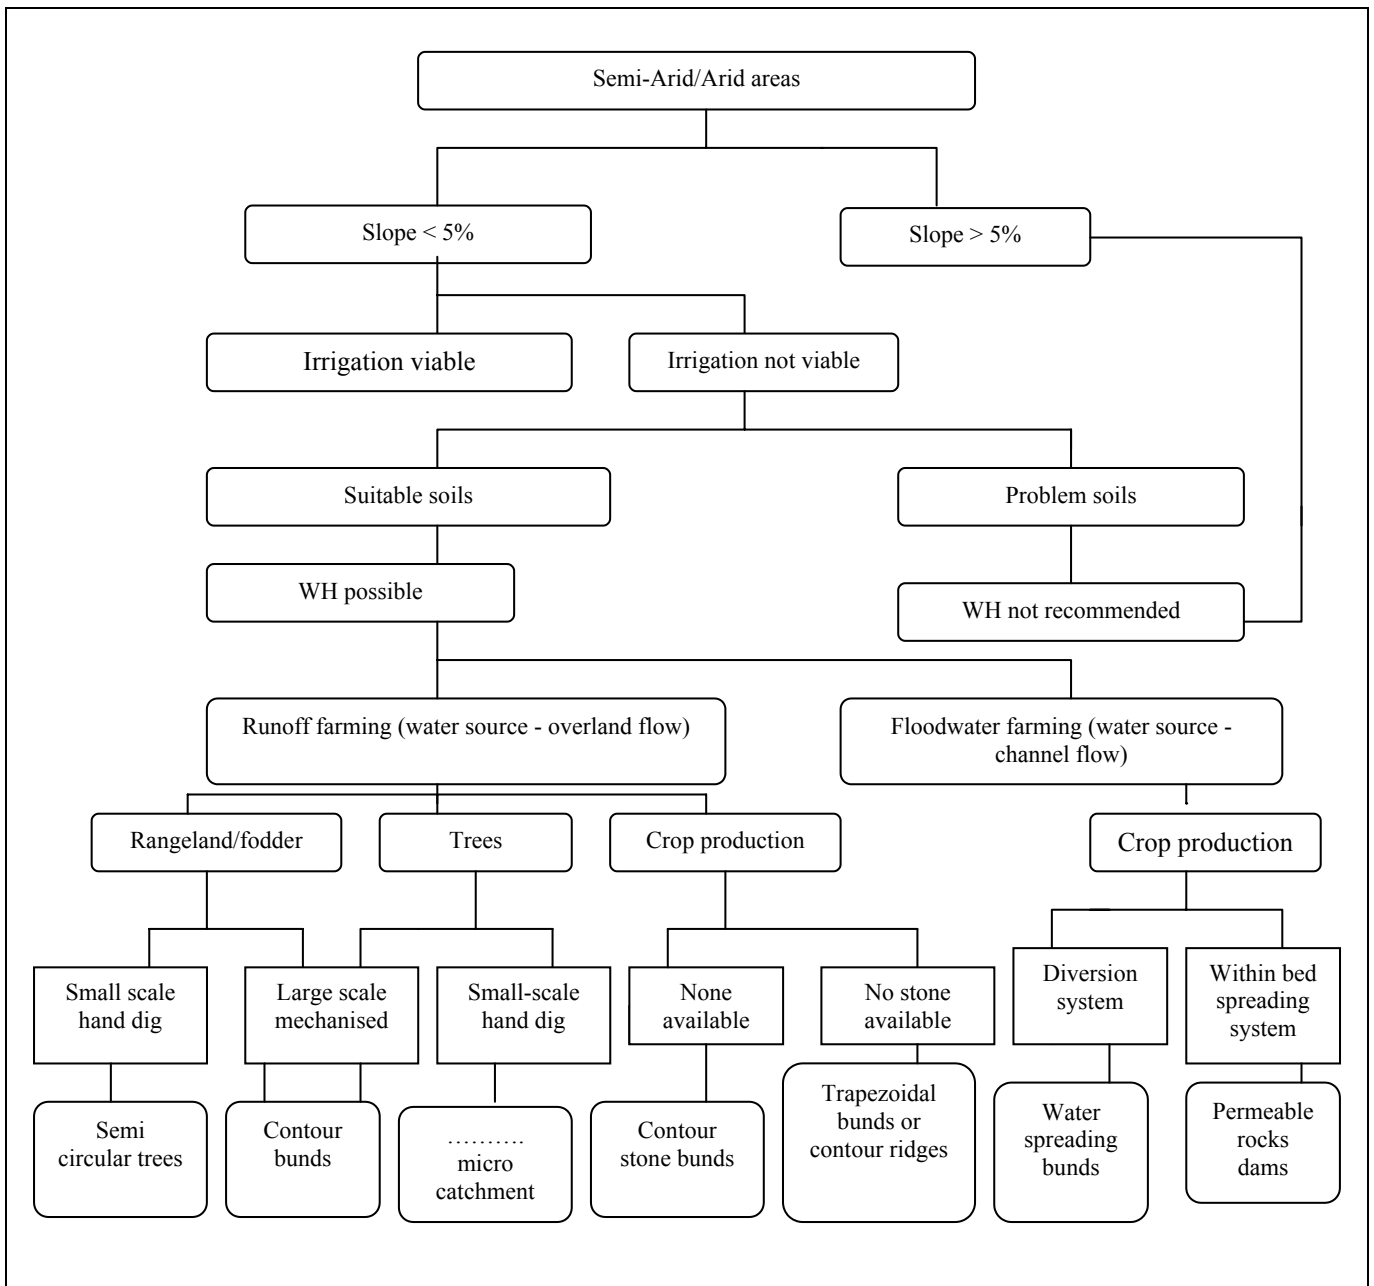 Semi-Arid/Arid areas
Slope < 5%
Slope > 5%
Irrigation viable
Irrigation not viable
Suitable soils
Problem soils
WH possible
WH not recommended
Runoff farming (water source - overland flow)
Floodwater farming (water source -
channel flow)
Rangeland/fodder
Trees
Crop production
Crop production
Small scale
hand dig
Large scale
mechanised
Small-scale
hand dig
None
available
No stone
available
Diversion
system
Within bed
spreading
system
Semi
circular trees
Contour
bunds
……….
micro
catchment
Contour
stone bunds
Trapezoidal
bunds or
contour ridges
Water
spreading
bunds
Permeable
rocks
dams